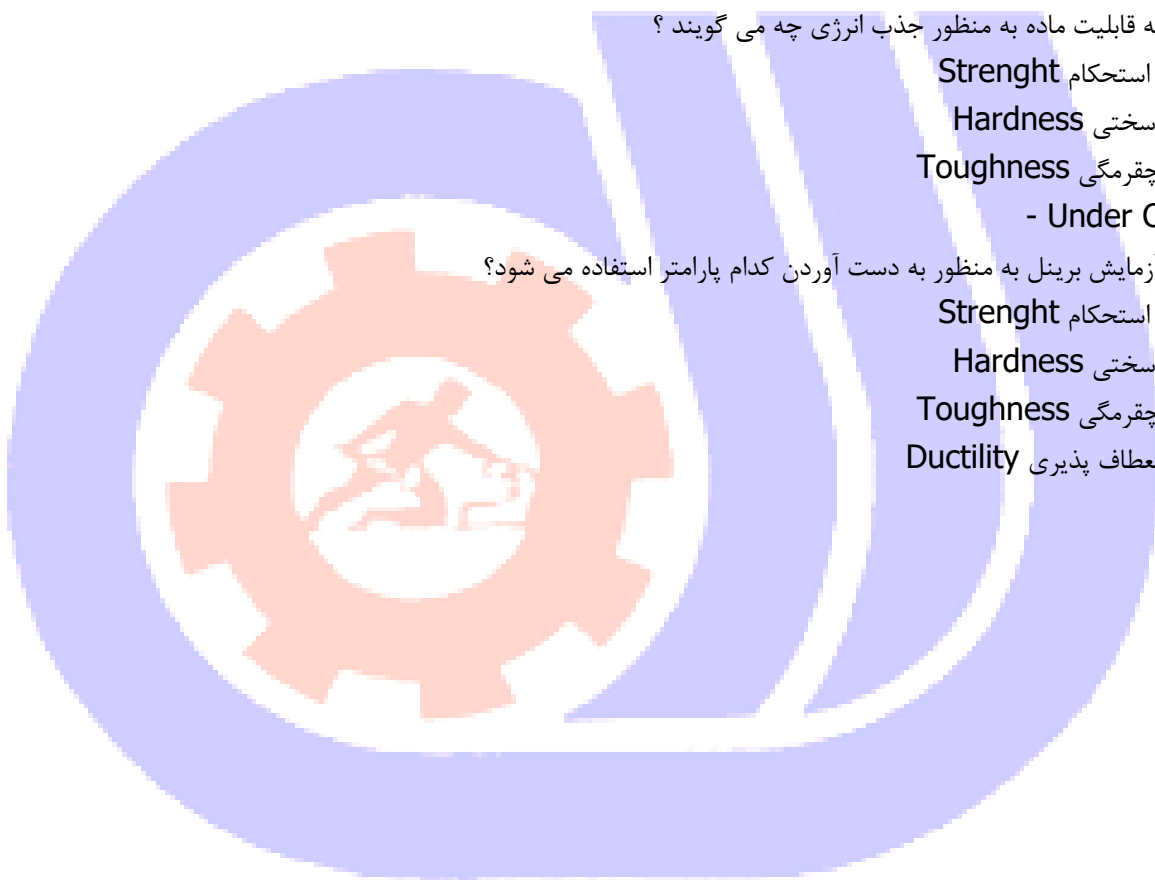 ه قابلیت ماده به منظور جذب انرژی چه می گویند ؟
استحکام Strenght
سختی Hardness
چقرمگی Toughness
- Under C
زمایش برینل به منظور به دست آوردن کدام پارامتر استفاده می شود؟
استحکام Strenght
سختی Hardness
چقرمگی Toughness
عطاف پذیری Ductility